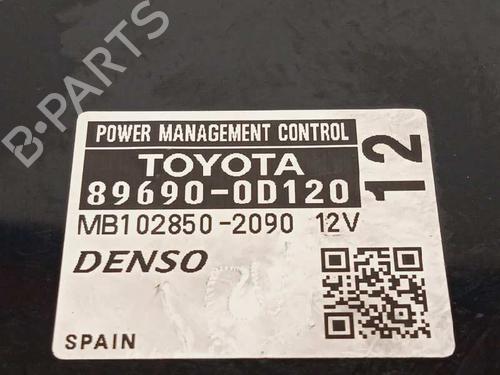 B-PARTS
POWER MANAGEMENT CONTROL
TOYOTA
89690-0D120
12
MB102850-2090 12V
DENSO
SPAIN